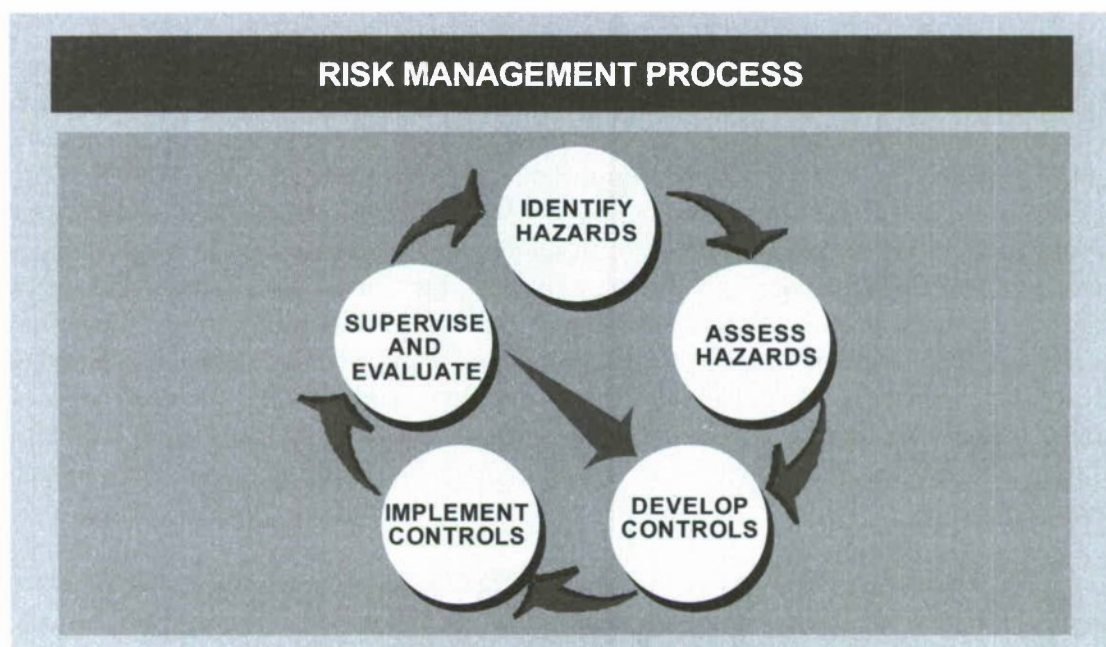 RISK MANAGEMENT PROCESS
IDENTIFY
HAZARDS
ASSESS
HAZARDS
DEVELOP
CONTROLS
IMPLEMENT
CONTROLS
SUPERVISE
AND
EVALUATE